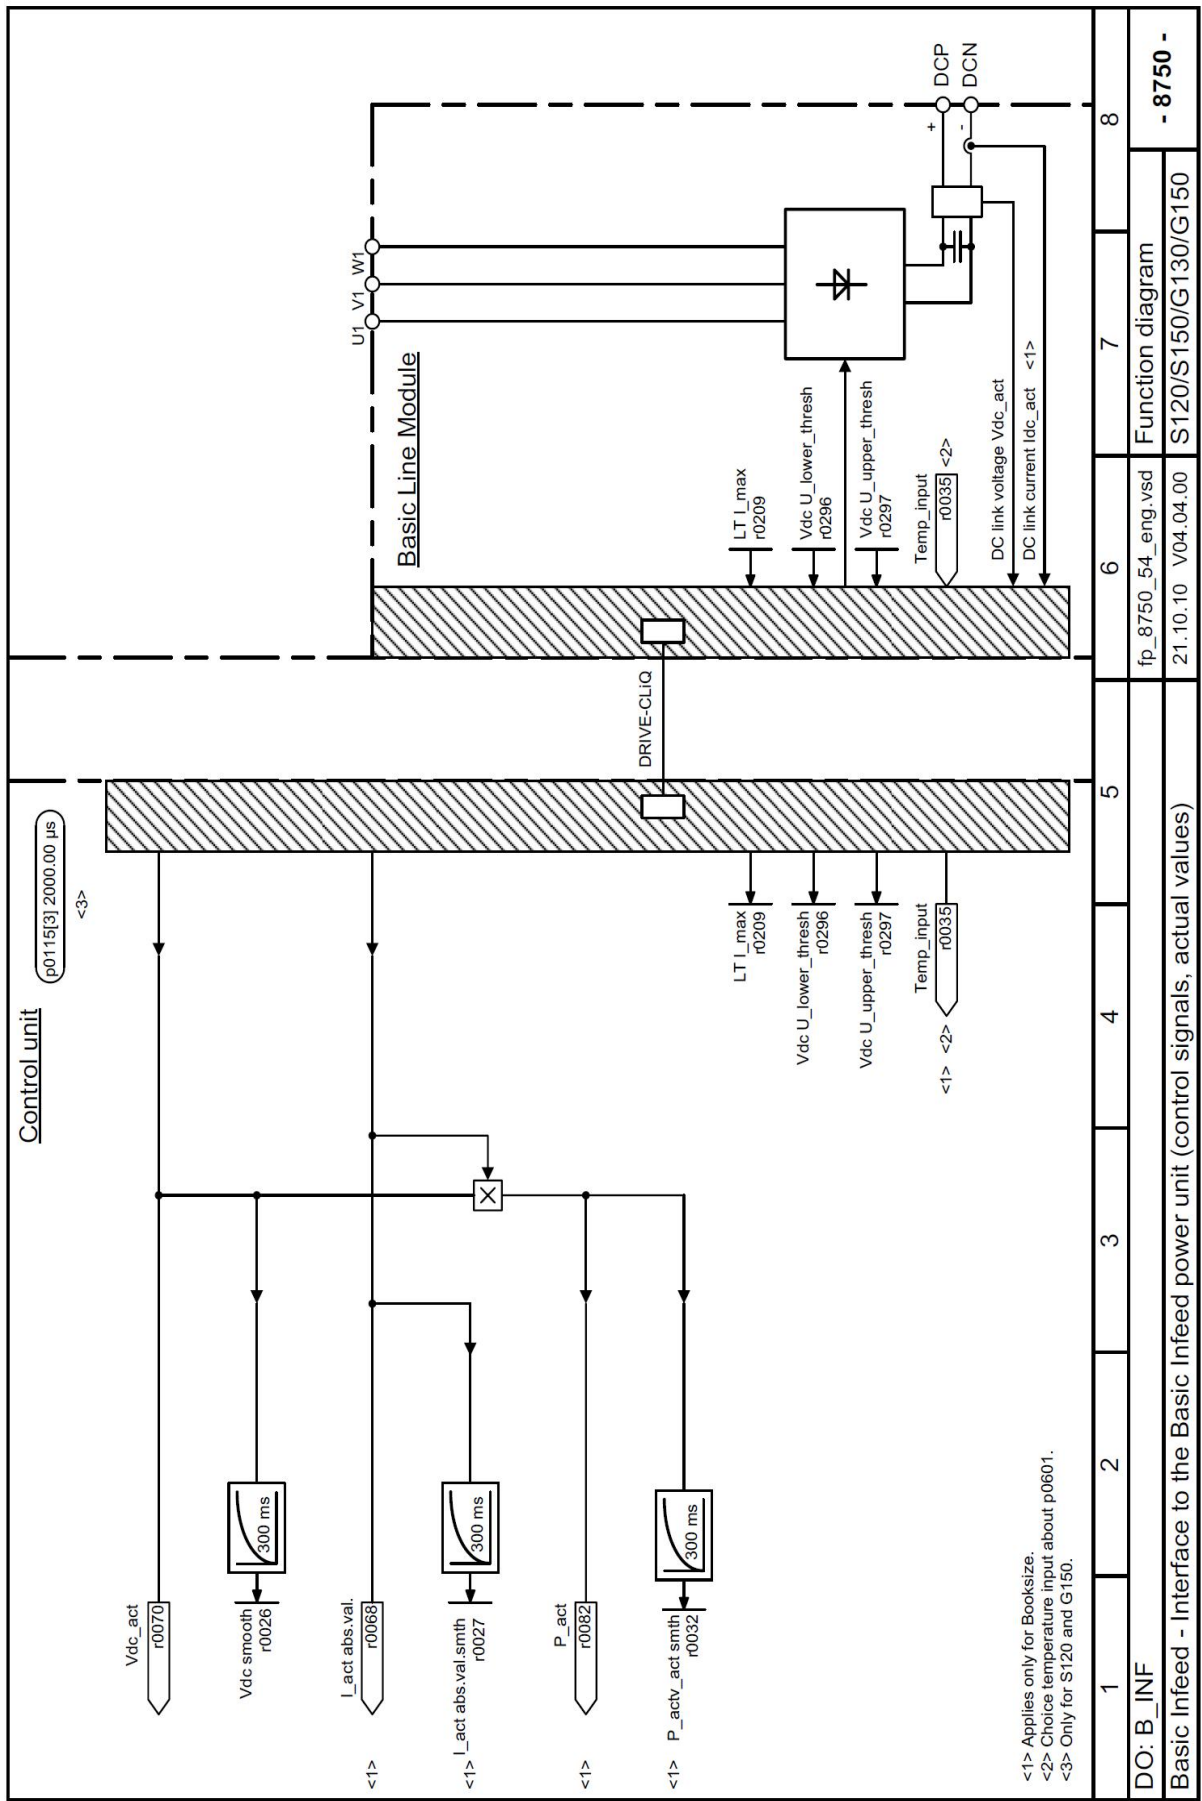 Control unit
p0115[3] 2000.00 µs
<3>
Vdc_act
r0070
Vdc smooth
r0026
300 ms
I_act abs.val.
r0068
<1>
I_act abs.val.smth
r0027
<1>
300 ms
P_act
r0082
<1>
P_actv_act smth
r0032
<1>
300 ms
LT I_max
r0209
Vdc U_lower_thresh
r0296
Vdc U_upper_thresh
r0297
Temp_input
r0035
<1> <2>
DRIVE-CLiQ
Basic Line Module
U1 V1 W1
LT I_max
r0209
Vdc U_lower_thresh
r0296
Vdc U_upper_thresh
r0297
Temp_input
r0035 <2>
DC link voltage Vdc_act
DC link current Idc_act <1>
+ DCP
- DCN
<1> Applies only for Booksize.
<2> Choice temperature input about p0601.
<3> Only for S120 and G150.
1 2 3 4 5 6 7 8
DO: B_INF
fp_8750_54_eng.vsd
Function diagram
- 8750 -
Basic Infeed - Interface to the Basic Infeed power unit (control signals, actual values)
21.10.10 V04.04.00
S120/S150/G130/G150